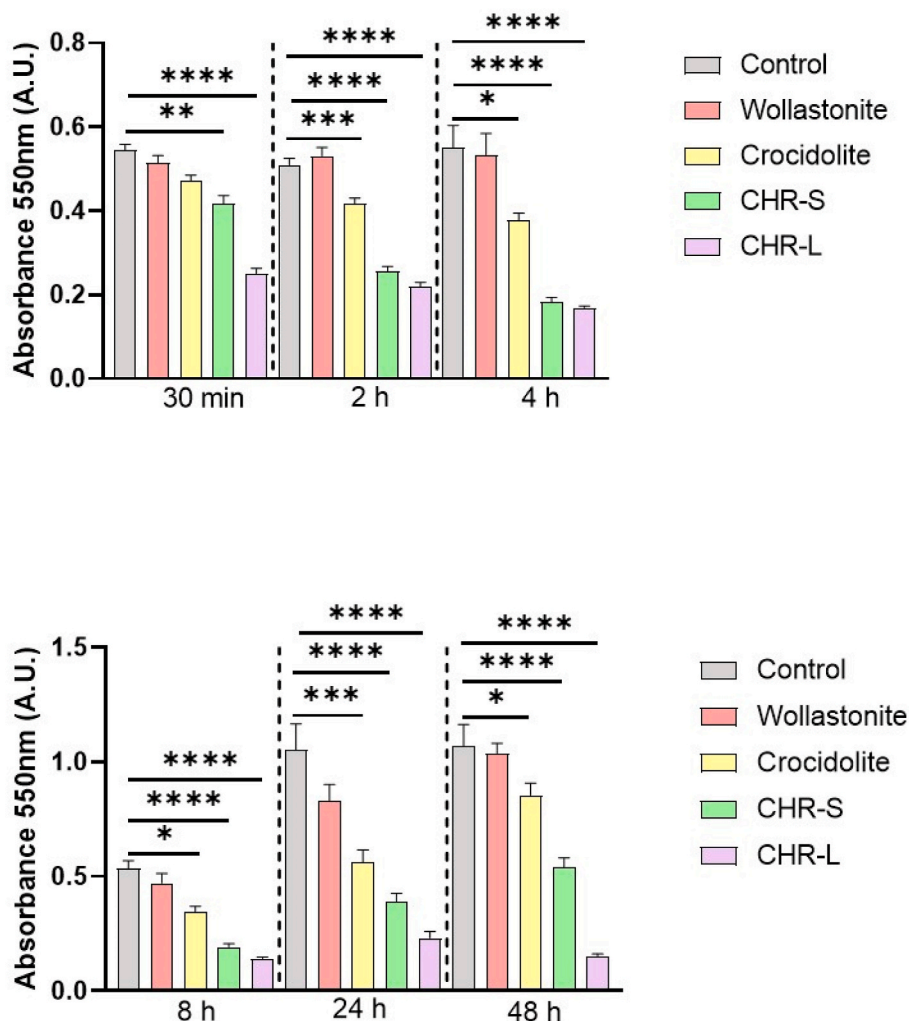 Absorbance 550nm (A.U.)
0.8
0.6
0.4
0.2
0.0
****
**
****
****
***
****
****
*
30 min
2 h
4 h
Control
Wollastonite
Crocidolite
CHR-S
CHR-L
Absorbance 550nm (A.U.)
1.5
1.0
0.5
0.0
****
****
*
****
****
***
****
****
*
8 h
24 h
48 h
Control
Wollastonite
Crocidolite
CHR-S
CHR-L